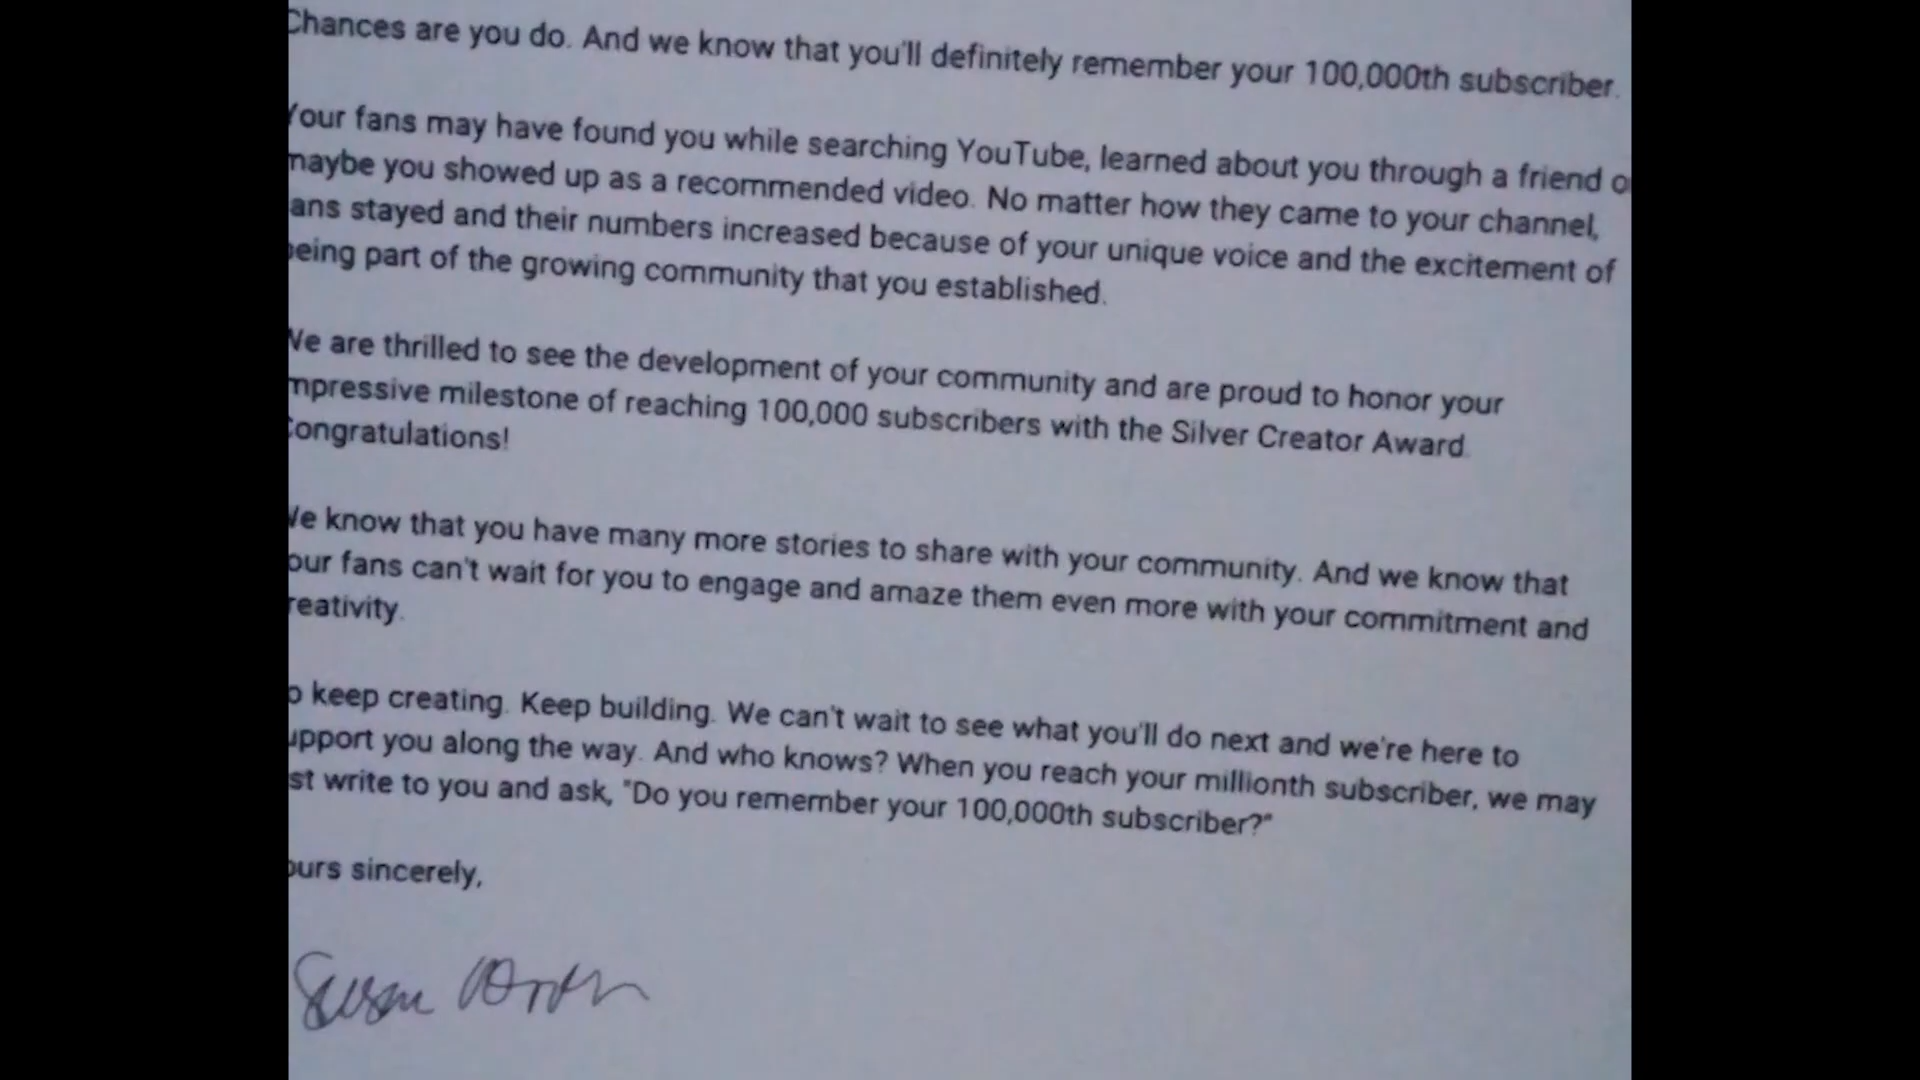 Chances are you do. And we know that you'll definitely remember your 100,000th subscriber.
Your fans may have found you while searching YouTube, learned about you through a friend o
maybe you showed up as a recommended video. No matter how they came to your channel,
ans stayed and their numbers increased because of your unique voice and the excitement of
being part of the growing community that you established.
We are thrilled to see the development of your community and are proud to honor your
mpressive milestone of reaching 100,000 subscribers with the Silver Creator Award.
Congratulations!
We know that you have many more stories to share with your community. And we know that
our fans can't wait for you to engage and amaze them even more with your commitment and
reativity.
o keep creating. Keep building. We can't wait to see what you'll do next and we're here to
upport you along the way. And who knows? When you reach your millionth subscriber, we may
st write to you and ask, "Do you remember your 100,000th subscriber?"
ours sincerely,
Susan